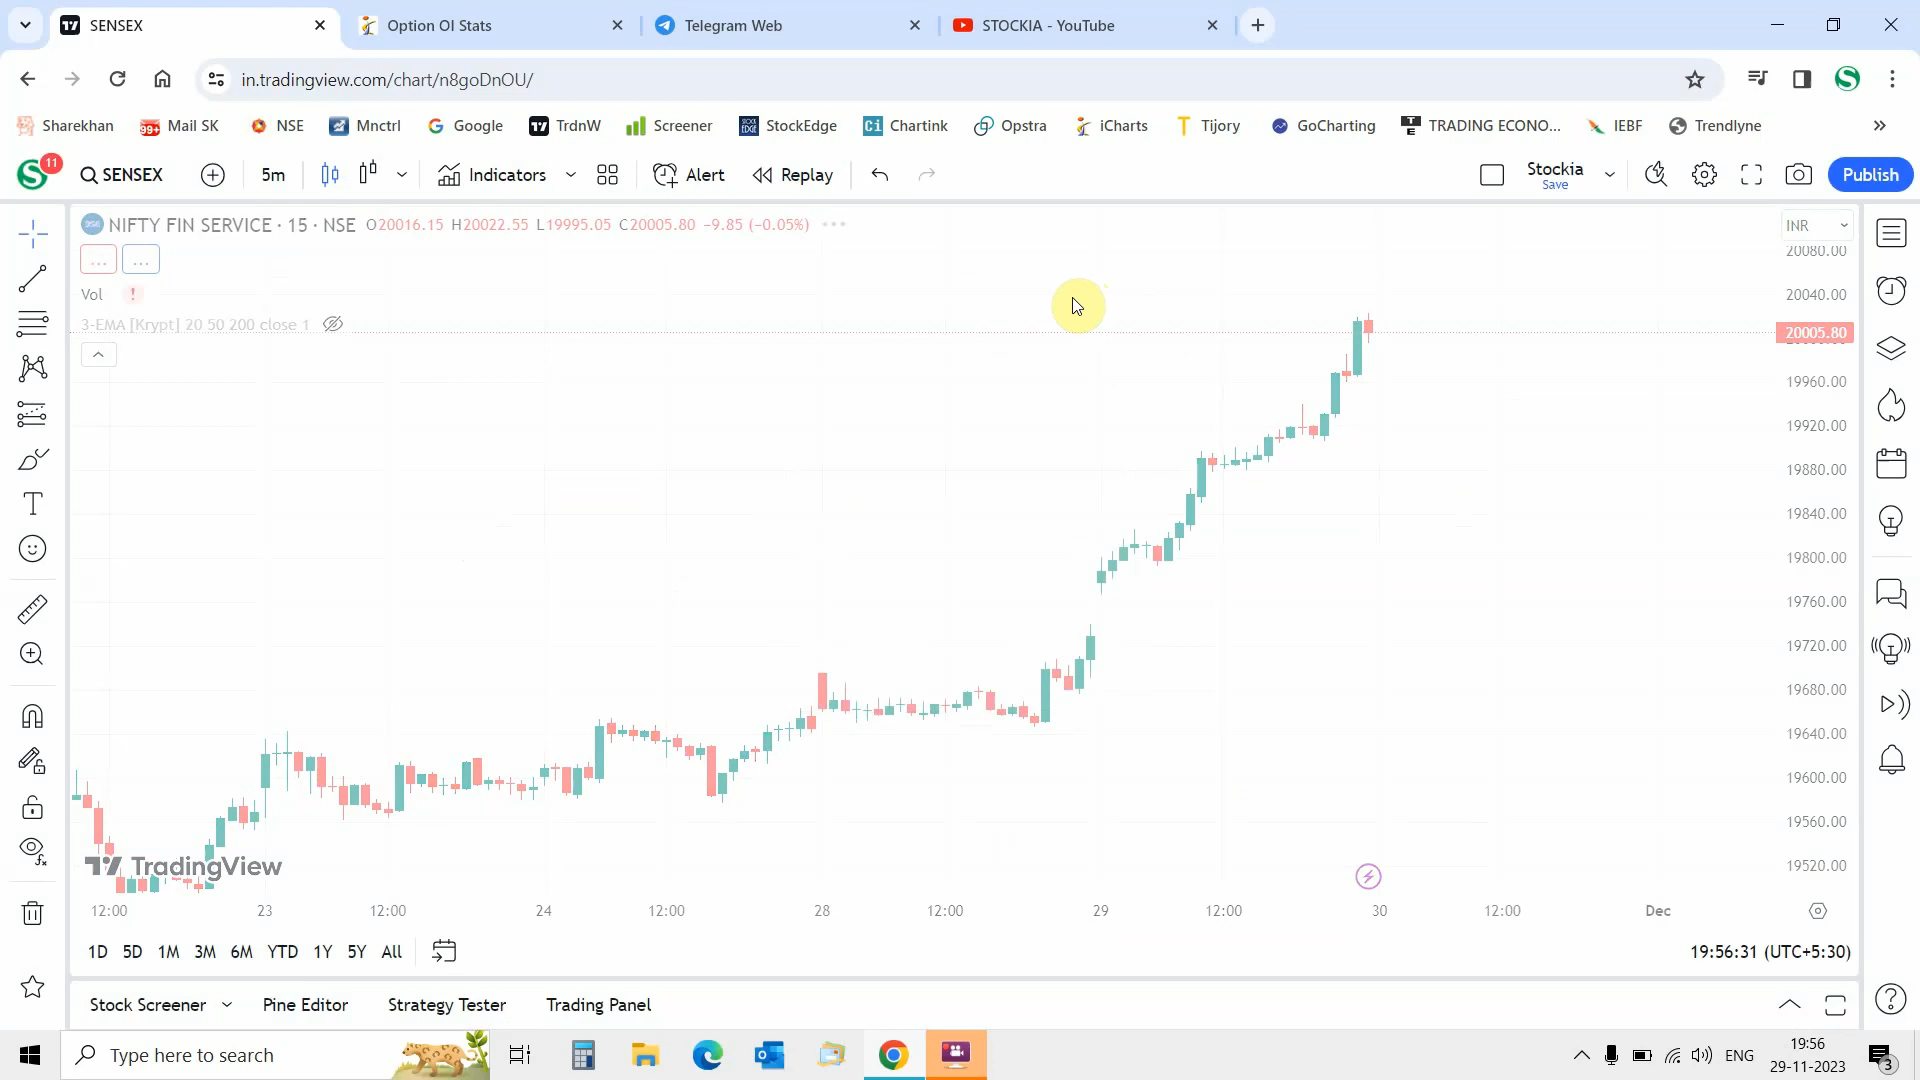 SENSEX
Option OI Stats
Telegram Web
STOCKIA - YouTube
in.tradingview.com/chart/n8goDnOU/
Sharekhan
99+ Mail SK
NSE
Mnctrl
Google
TrdnW
Screener
STOCK EDGE StockEdge
Ci Chartink
Opstra
iCharts
Tijory
GoCharting
TE TRADING ECONO...
IEBF
Trendlyne
11
SENSEX
5m
Indicators
Alert
Replay
Stockia
Save
Publish
NIFTY FIN SERVICE · 15 · NSE O20016.15 H20022.55 L19995.05 C20005.80 −9.85 (−0.05%)
INR
... ...
Vol !
3-EMA [Krypt] 20 50 200 close 1
20080.00
20040.00
20005.80
19960.00
19920.00
19880.00
19840.00
19800.00
19760.00
19720.00
19680.00
19640.00
19600.00
19560.00
19520.00
TradingView
12:00 23 12:00 24 12:00 28 12:00 29 12:00 30 12:00 Dec
1D 5D 1M 3M 6M YTD 1Y 5Y All
19:56:31 (UTC+5:30)
Stock Screener Pine Editor Strategy Tester Trading Panel
Type here to search
ENG
19:56
29-11-2023
3